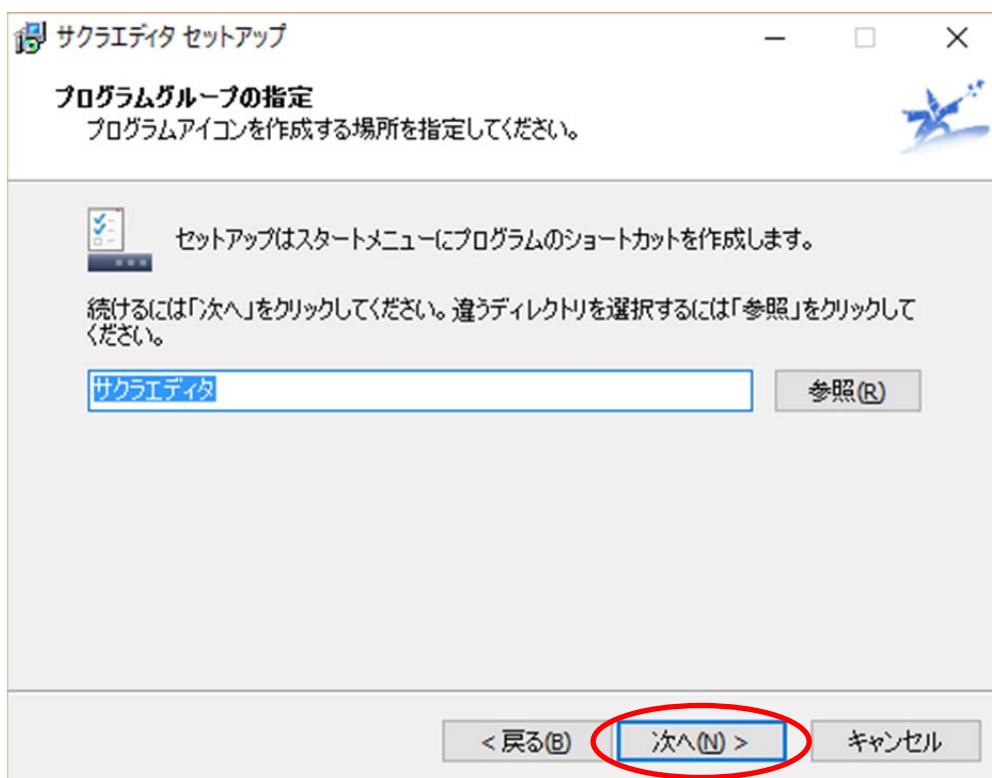 サクラエディタ セットアップ
プログラムグループの指定
プログラムアイコンを作成する場所を指定してください。
セットアップはスタートメニューにプログラムのショートカットを作成します。
続けるには「次へ」をクリックしてください。違うディレクトリを選択するには「参照」をクリックして
ください。
サクラエディタ
参照(R)
< 戻る(B)
次へ(N) >
キャンセル